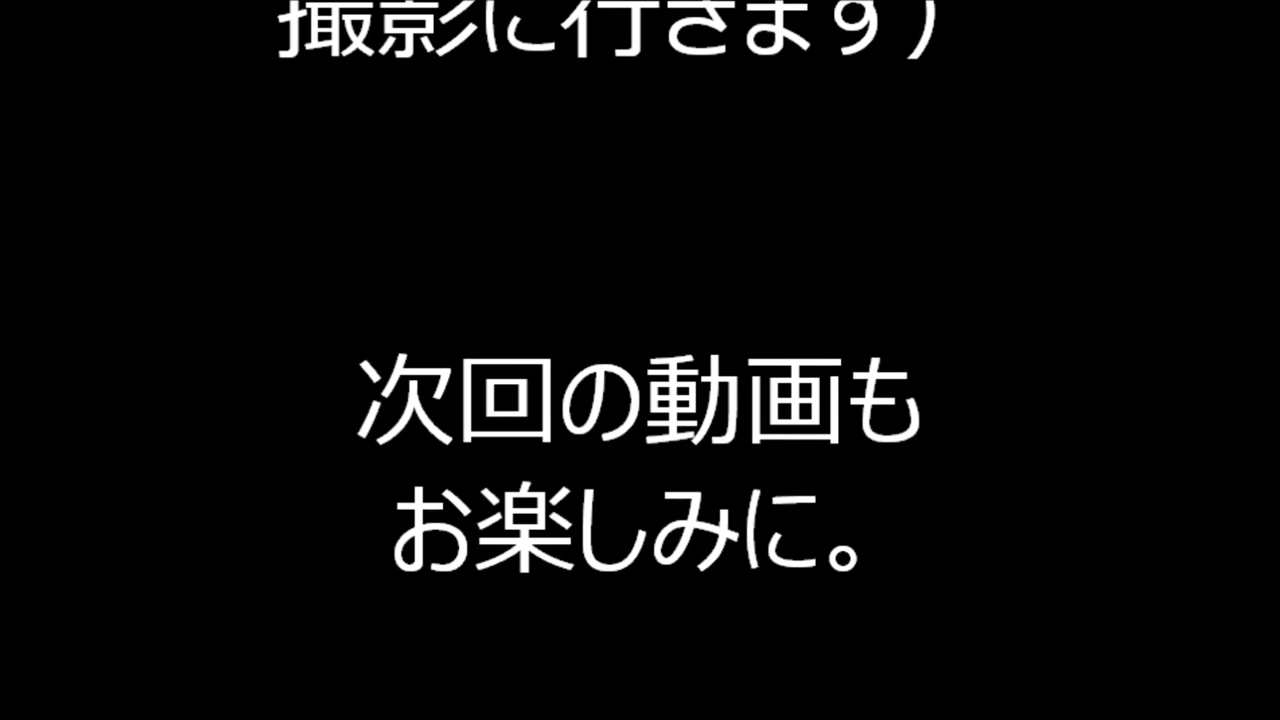 撮影に行きます）
次回の動画も
お楽しみに。